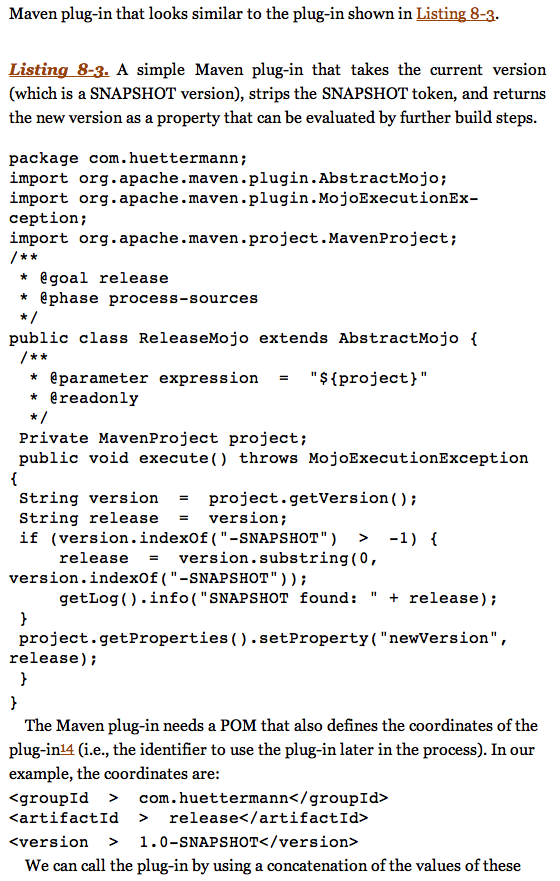 Maven plug-in that looks similar to the plug-in shown in Listing 8-3.
Listing 8-3. A simple Maven plug-in that takes the current version
(which is a SNAPSHOT version), strips the SNAPSHOT token, and returns
the new version as a property that can be evaluated by further build steps.
package com.huettermann;
import org.apache.maven.plugin.AbstractMojo;
import org.apache.maven.plugin.MojoExecutionEx-
ception;
import org.apache.maven.project.MavenProject;
/**
 * @goal release
 * @phase process-sources
 */
public class ReleaseMojo extends AbstractMojo {
 /**
  * @parameter expression  =  "${project}"
  * @readonly
  */
 Private MavenProject project;
 public void execute() throws MojoExecutionException
{
 String version  =  project.getVersion();
 String release  =  version;
 if (version.indexOf("-SNAPSHOT")  >  -1) {
     release  =  version.substring(0,
version.indexOf("-SNAPSHOT"));
     getLog().info("SNAPSHOT found: " + release);
 }
 project.getProperties().setProperty("newVersion",
release);
 }
}
The Maven plug-in needs a POM that also defines the coordinates of the
plug-in14 (i.e., the identifier to use the plug-in later in the process). In our
example, the coordinates are:
<groupId  >  com.huettermann</groupId>
<artifactId  >  release</artifactId>
<version  >  1.0-SNAPSHOT</version>
We can call the plug-in by using a concatenation of the values of these